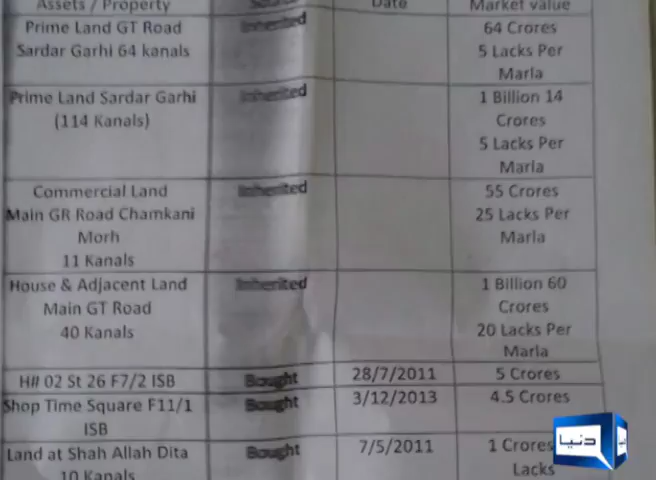 Assets / Property Date Market value
Prime Land GT Road Inherited 64 Crores
Sardar Garhi 64 kanals 5 Lacks Per
Marla
Prime Land Sardar Garhi Inherited 1 Billion 14
(114 Kanals) Crores
5 Lacks Per
Marla
Commercial Land Inherited 55 Crores
Main GR Road Chamkani 25 Lacks Per
Morh Marla
11 Kanals
House & Adjacent Land Inherited 1 Billion 60
Main GT Road Crores
40 Kanals 20 Lacks Per
Marla
H# 02 St 26 F7/2 ISB Bought 28/7/2011 5 Crores
Shop Time Square F11/1 Bought 3/12/2013 4.5 Crores
ISB
Land at Shah Allah Dita Bought 7/5/2011 1 Crores
10 Kanals Lacks
دنیا